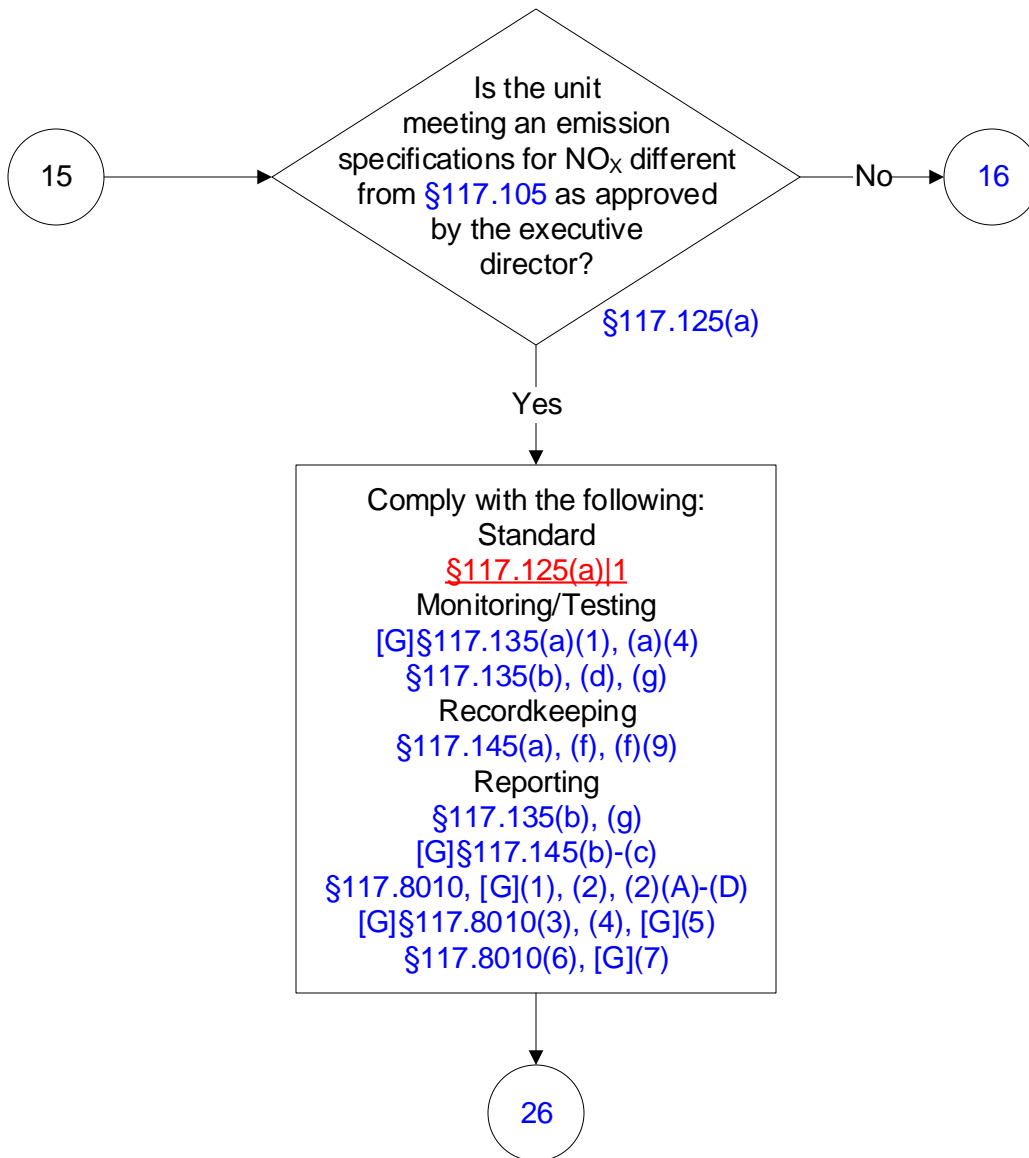 Is the unit
meeting an emission
specifications for NOX different
from §117.105 as approved
by the executive
director?
15
No
16
§117.125(a)
Yes
Comply with the following:
Standard
§117.125(a)|1
Monitoring/Testing
[G]§117.135(a)(1), (a)(4)
§117.135(b), (d), (g)
Recordkeeping
§117.145(a), (f), (f)(9)
Reporting
§117.135(b), (g)
[G]§117.145(b)-(c)
§117.8010, [G](1), (2), (2)(A)-(D)
[G]§117.8010(3), (4), [G](5)
§117.8010(6), [G](7)
26